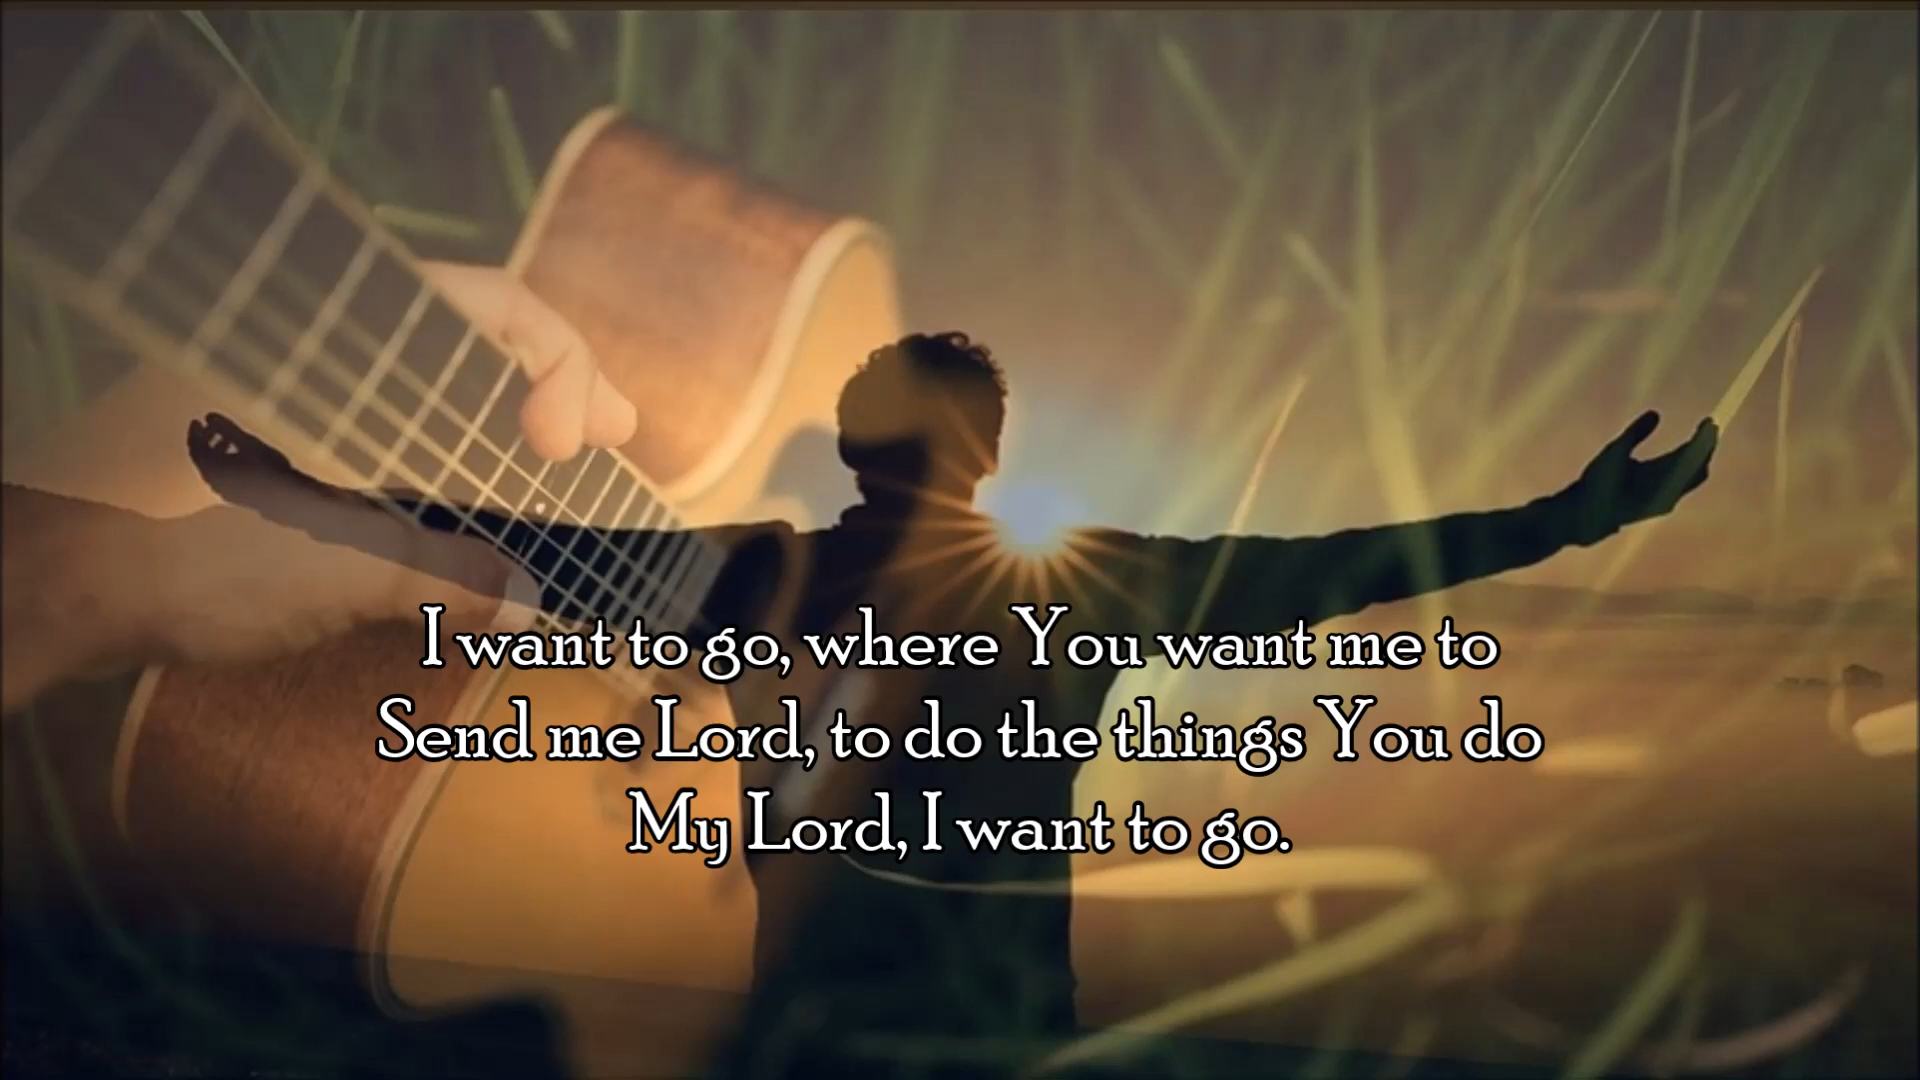 I want to go, where You want me to
Send me Lord, to do the things You do
My Lord, I want to go.